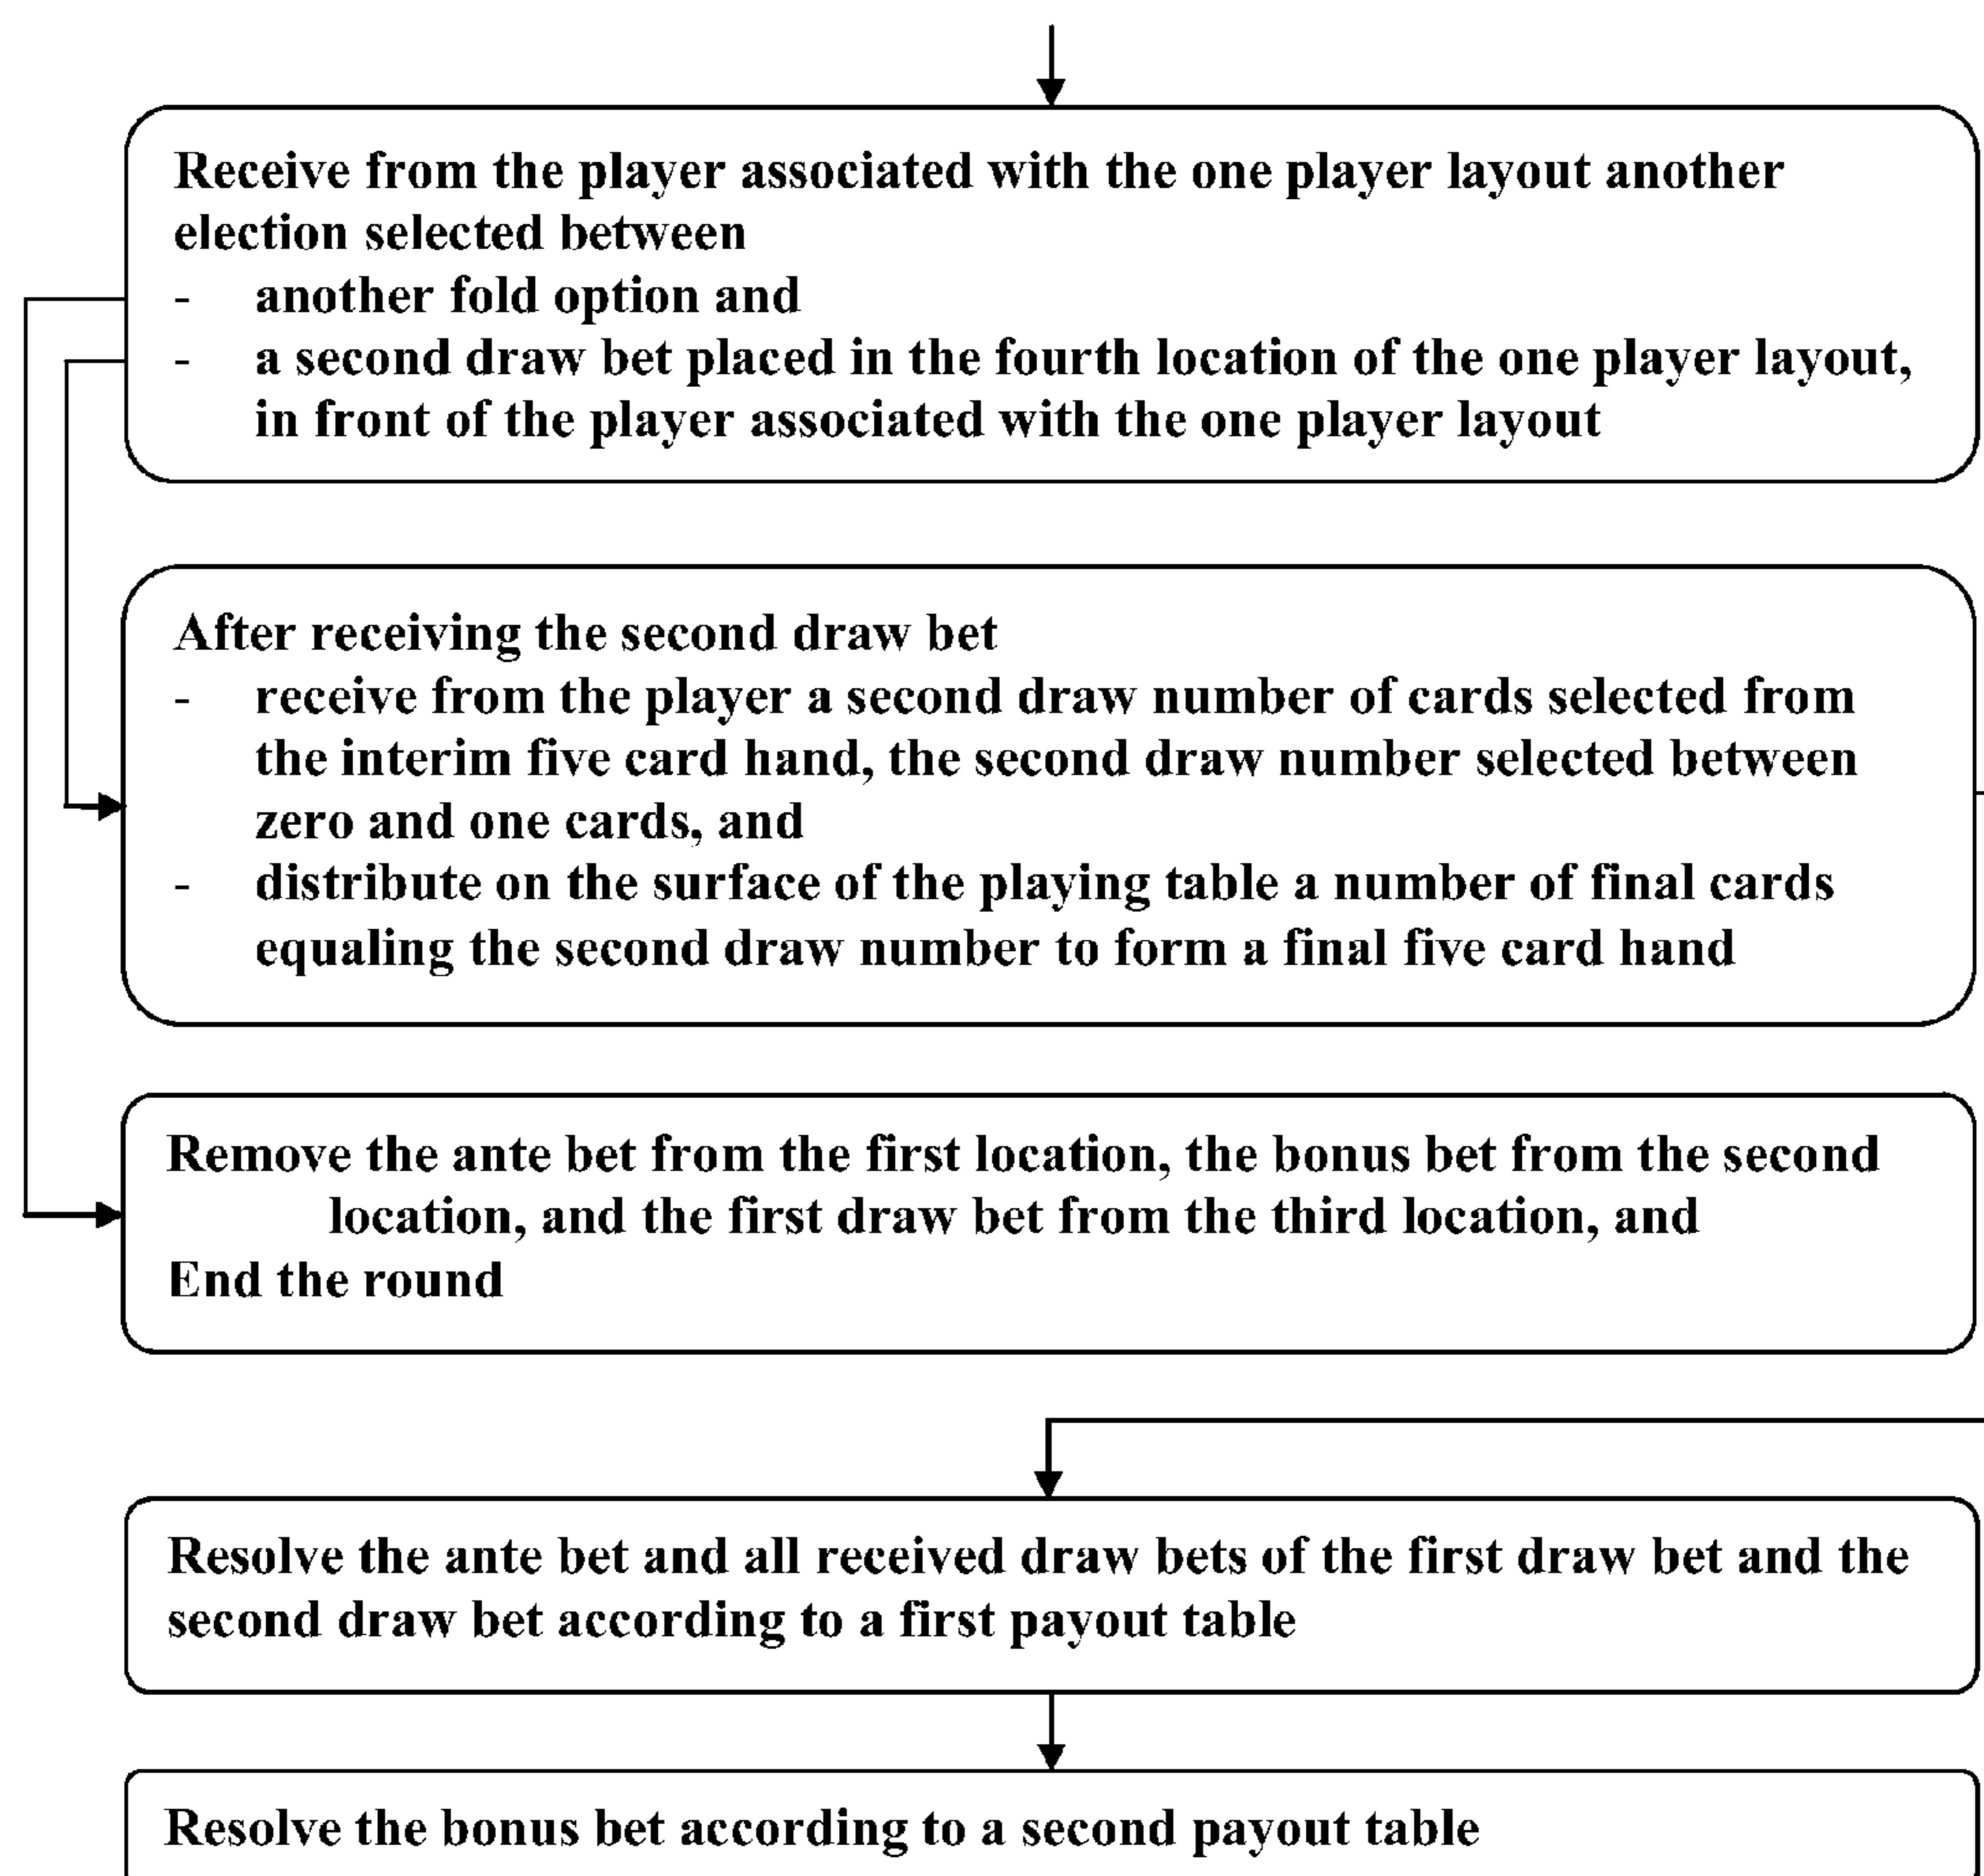 Receive from the player associated with the one player layout another
election selected between
- another fold option and
- a second draw bet placed in the fourth location of the one player layout,
in front of the player associated with the one player layout
After receiving the second draw bet
- receive from the player a second draw number of cards selected from
the interim five card hand, the second draw number selected between
zero and one cards, and
- distribute on the surface of the playing table a number of final cards
equaling the second draw number to form a final five card hand
Remove the ante bet from the first location, the bonus bet from the second
location, and the first draw bet from the third location, and
End the round
Resolve the ante bet and all received draw bets of the first draw bet and the
second draw bet according to a first payout table
Resolve the bonus bet according to a second payout table